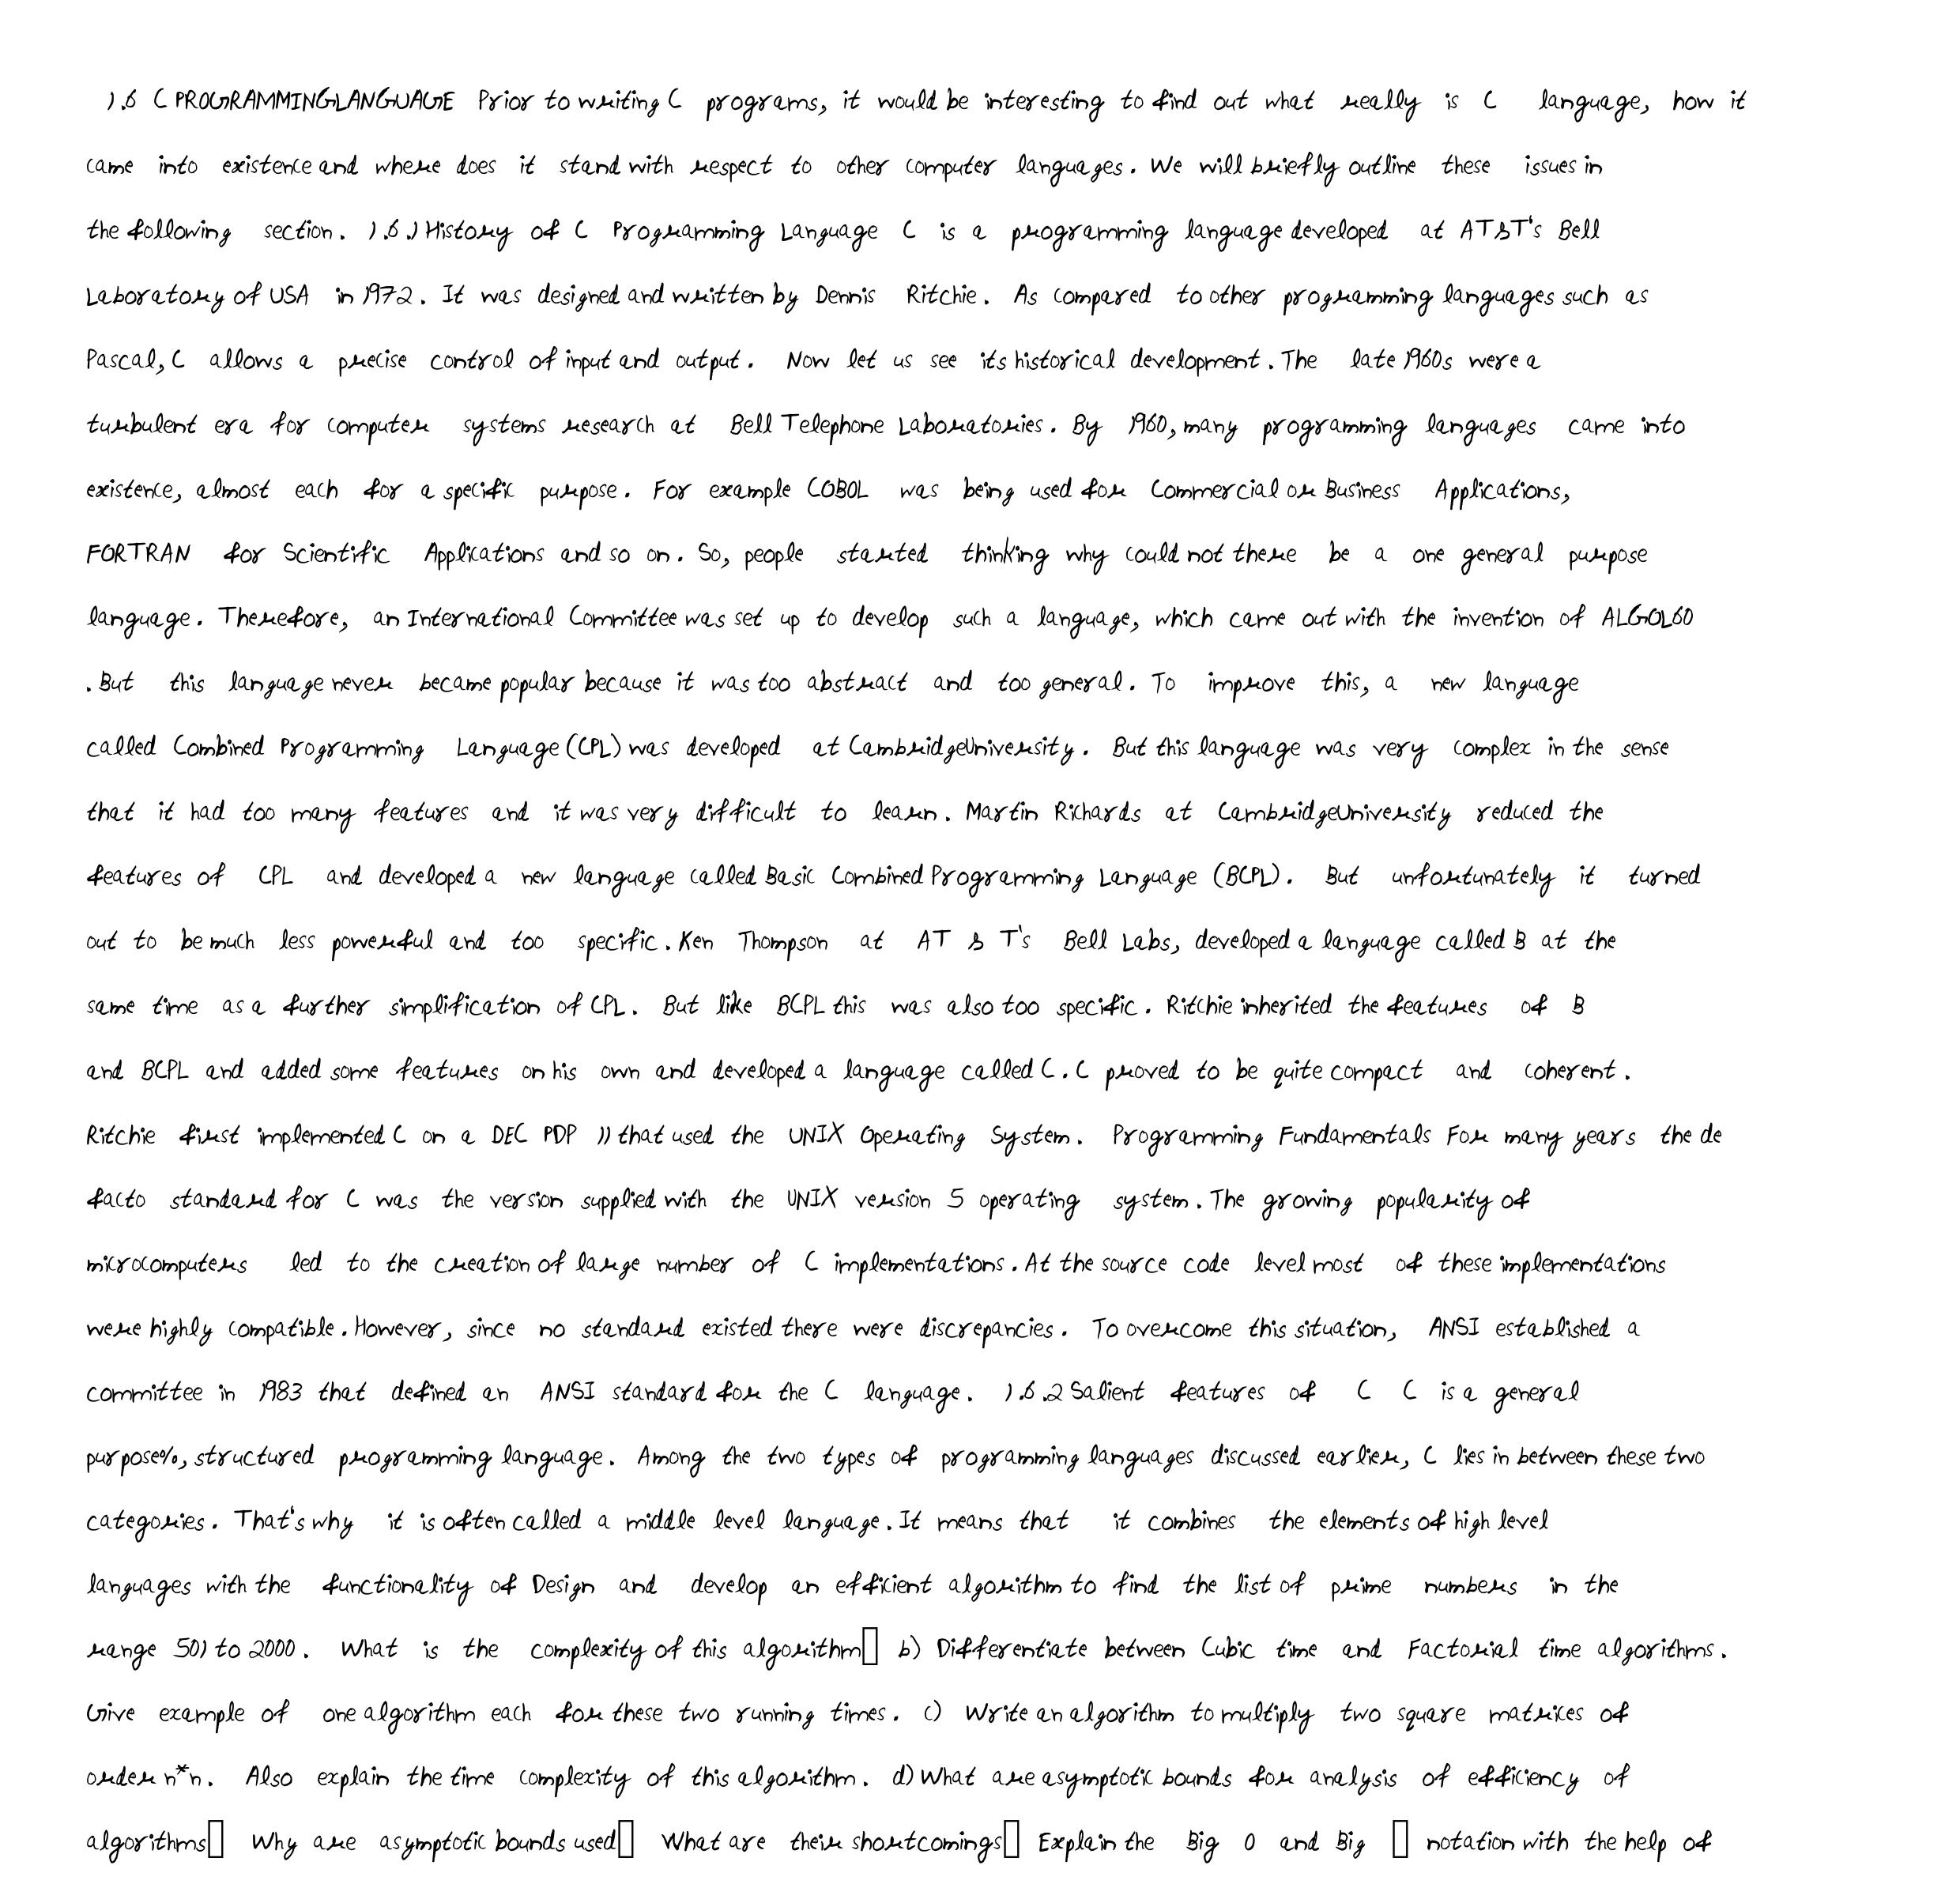 1.6 C PROGRAMMINGLANGUAGE Prior to writing C programs, it would be interesting to find out what really is C language, how it
came into existence and where does it stand with respect to other computer languages. We will briefly outline these issues in
the following section. 1.6.1 History of C Programming Language C is a programming language developed at AT&T's Bell
Laboratory of USA in 1972. It was designed and written by Dennis Ritchie. As compared to other programming languages such as
Pascal, C allows a precise control of input and output. Now let us see its historical development. The late 1960s were a
turbulent era for computer systems research at Bell Telephone Laboratories. By 1960, many programming languages came into
existence, almost each for a specific purpose. For example COBOL was being used for Commercial or Business Applications,
FORTRAN for Scientific Applications and so on. So, people started thinking why could not there be a one general purpose
language. Therefore, an International Committee was set up to develop such a language, which came out with the invention of ALGOL60
. But this language never became popular because it was too abstract and too general. To improve this, a new language
called Combined Programming Language (CPL) was developed at CambridgeUniversity. But this language was very complex in the sense
that it had too many features and it was very difficult to learn. Martin Richards at CambridgeUniversity reduced the
features of CPL and developed a new language called Basic Combined Programming Language (BCPL). But unfortunately it turned
out to be much less powerful and too specific. Ken Thompson at AT & T's Bell Labs, developed a language called B at the
same time as a further simplification of CPL. But like BCPL this was also too specific. Ritchie inherited the features of B
and BCPL and added some features on his own and developed a language called C. C proved to be quite compact and coherent.
Ritchie first implemented C on a DEC PDP 11 that used the UNIX Operating System. Programming Fundamentals For many years the de
facto standard for C was the version supplied with the UNIX version 5 operating system. The growing popularity of
microcomputers led to the creation of large number of C implementations. At the source code level most of these implementations
were highly compatible. However, since no standard existed there were discrepancies. To overcome this situation, ANSI established a
committee in 1983 that defined an ANSI standard for the C language. 1.6.2 Salient features of C C is a general
purpose%, structured programming language. Among the two types of programming languages discussed earlier, C lies in between these two
categories. That's why it is often called a middle level language. It means that it combines the elements of high level
languages with the functionality of Design and develop an efficient algorithm to find the list of prime numbers in the
range 501 to 2000. What is the complexity of this algorithm▯ b) Differentiate between Cubic time and Factorial time algorithms.
Give example of one algorithm each for these two running times. c) Write an algorithm to multiply two square matrices of
order n*n. Also explain the time complexity of this algorithm. d) What are asymptotic bounds for analysis of efficiency of
algorithms▯ Why are asymptotic bounds used▯ What are their shortcomings▯ Explain the Big O and Big ▯ notation with the help of